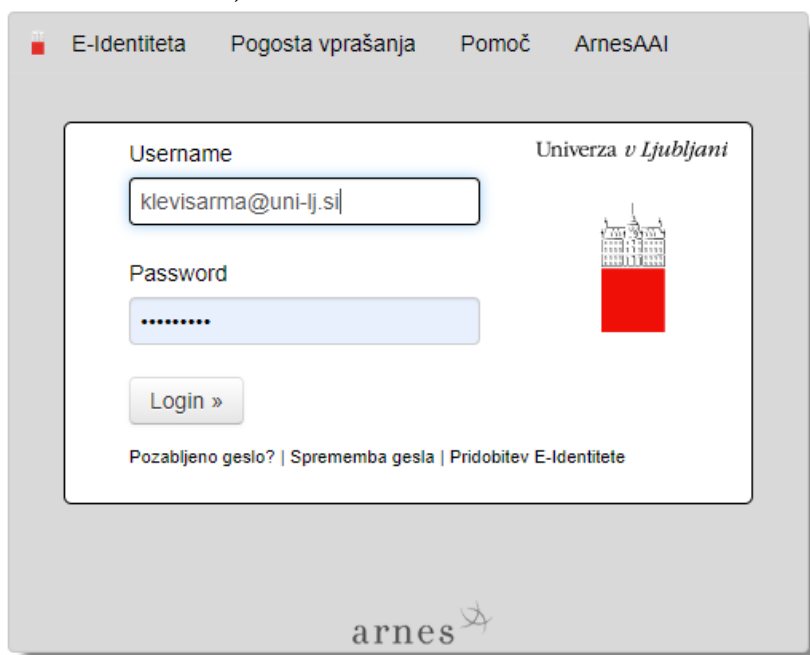 E-Identiteta Pogosta vprašanja Pomoč ArnesAAI
Username
Univerza v Ljubljani
klevisarma@uni-lj.si
Password
•••••••••
Login »
Pozabljeno geslo? | Sprememba gesla | Pridobitev E-Identitete
arnes